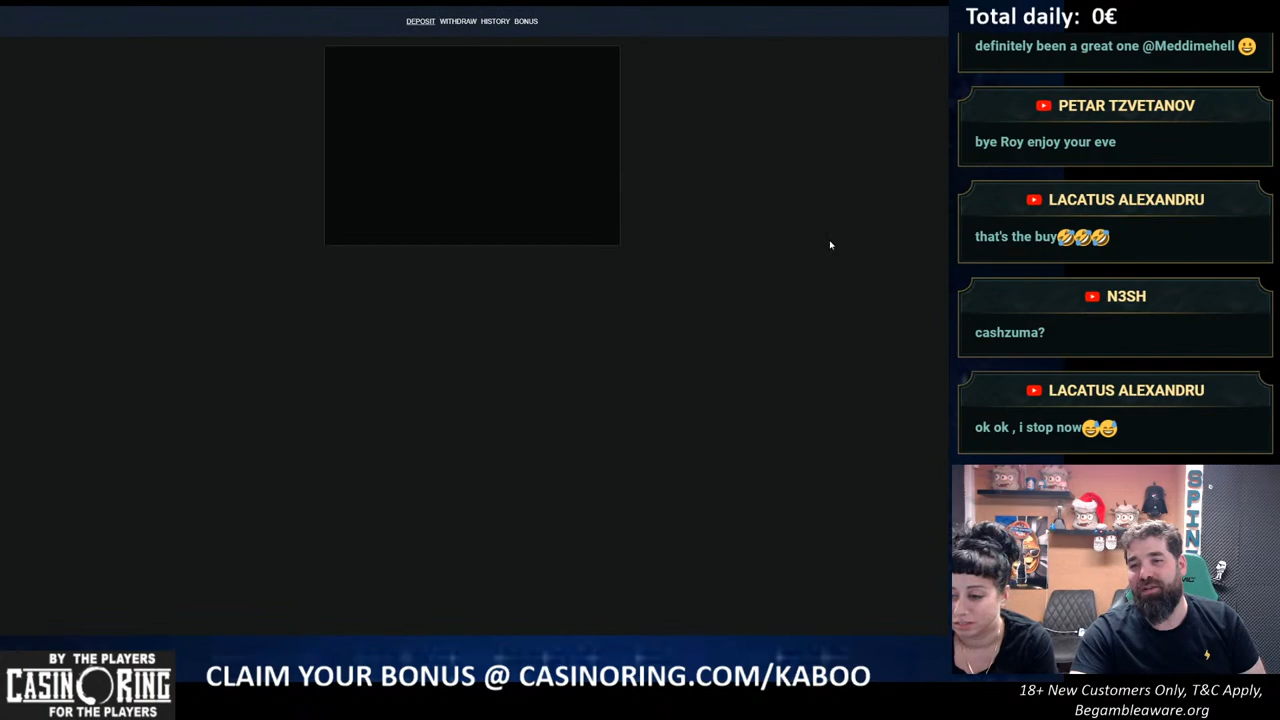 DEPOSIT WITHDRAW HISTORY BONUS
Total daily: 0€
definitely been a great one @Meddimehell 😀
PETAR TZVETANOV
bye Roy enjoy your eve
LACATUS ALEXANDRU
that's the buy🤣🤣🤣
N3SH
cashzuma?
LACATUS ALEXANDRU
ok ok , i stop now😅😅
SPIN
BY THE PLAYERS
CASINORING
FOR THE PLAYERS
CLAIM YOUR BONUS @ CASINORING.COM/KABOO
18+ New Customers Only, T&C Apply,
Begambleaware.org